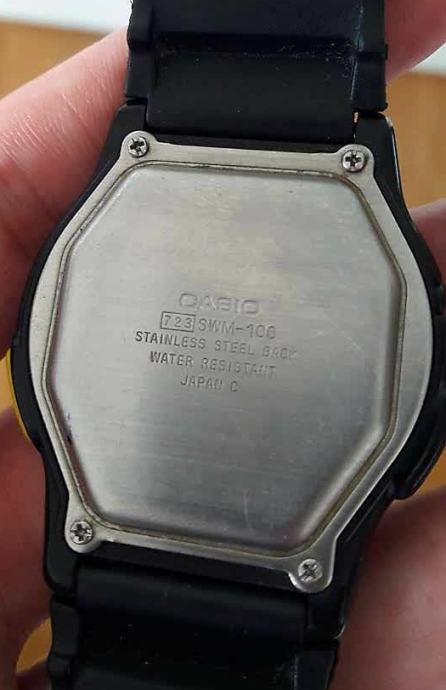 CASIO
723 SWM-100
STAINLESS STEEL BACK
WATER RESISTANT
JAPAN C